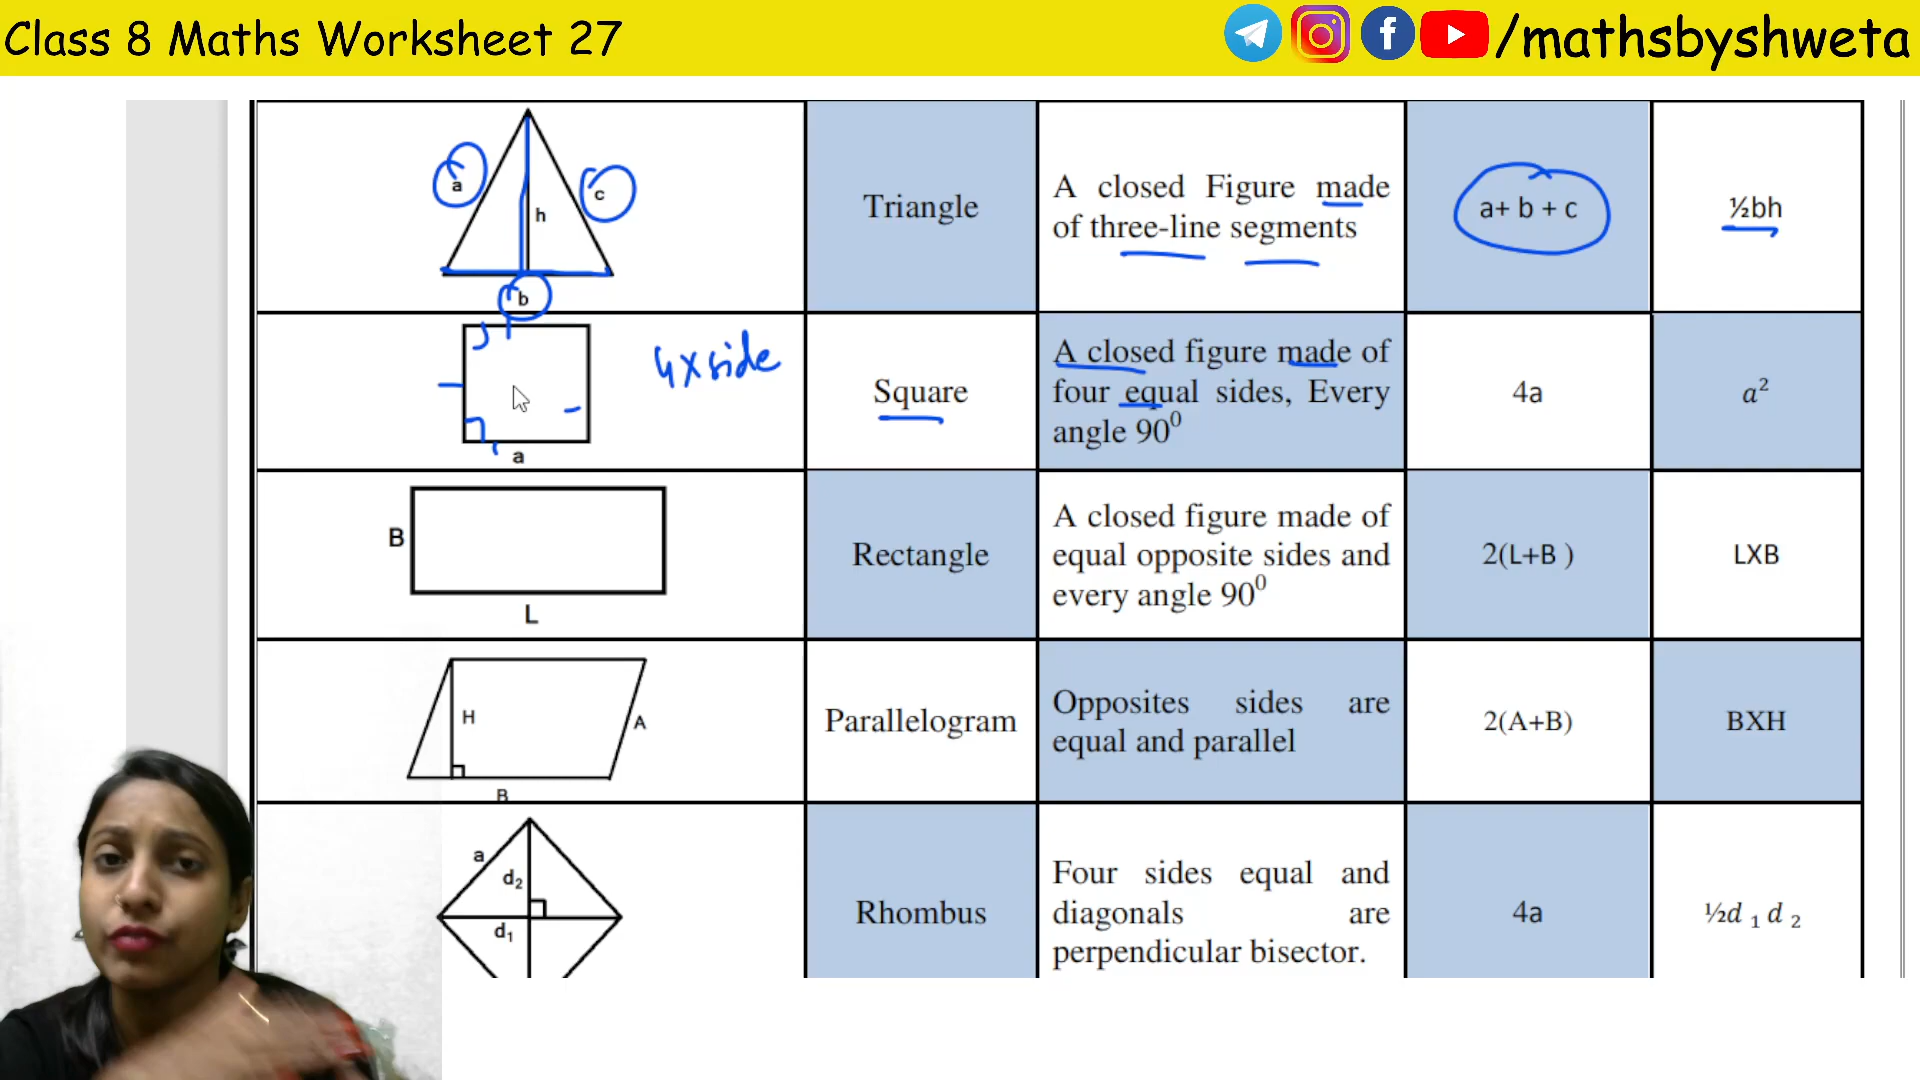 Class 8 Maths Worksheet 27
/mathsbyshweta
a
c
h
b
Triangle
A closed Figure made
of three-line segments
a+ b + c
½bh
4 x side
a
Square
A closed figure made of
four equal sides, Every
angle 90⁰
4a
a²
B
L
Rectangle
A closed figure made of
equal opposite sides and
every angle 90⁰
2(L+B )
LXB
H
A
B
Parallelogram
Opposites sides are
equal and parallel
2(A+B)
BXH
a
d₂
d₁
Rhombus
Four sides equal and
diagonals are
perpendicular bisector.
4a
½d ₁ d ₂